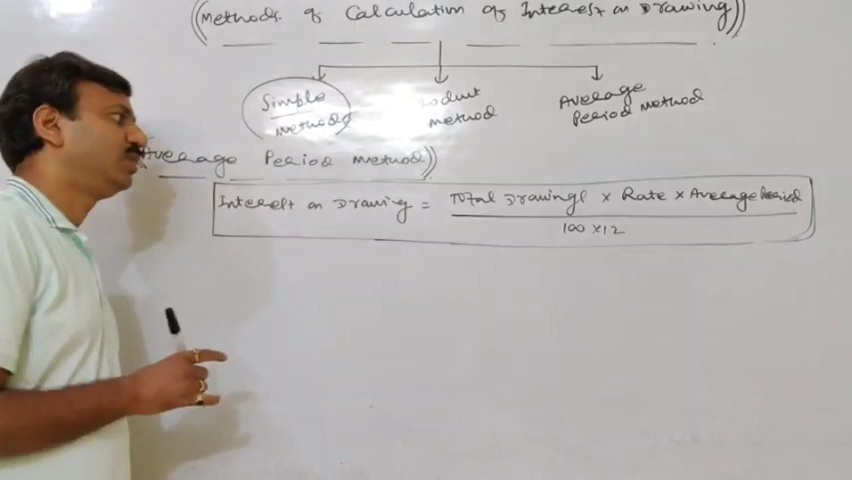 ((Methods of Calculation of Interest on Drawing))
Simple
method
Product
method
Average
Period method
Average Period method))
Interest on Drawing = Total Drawings × Rate × Average Period
100 × 12